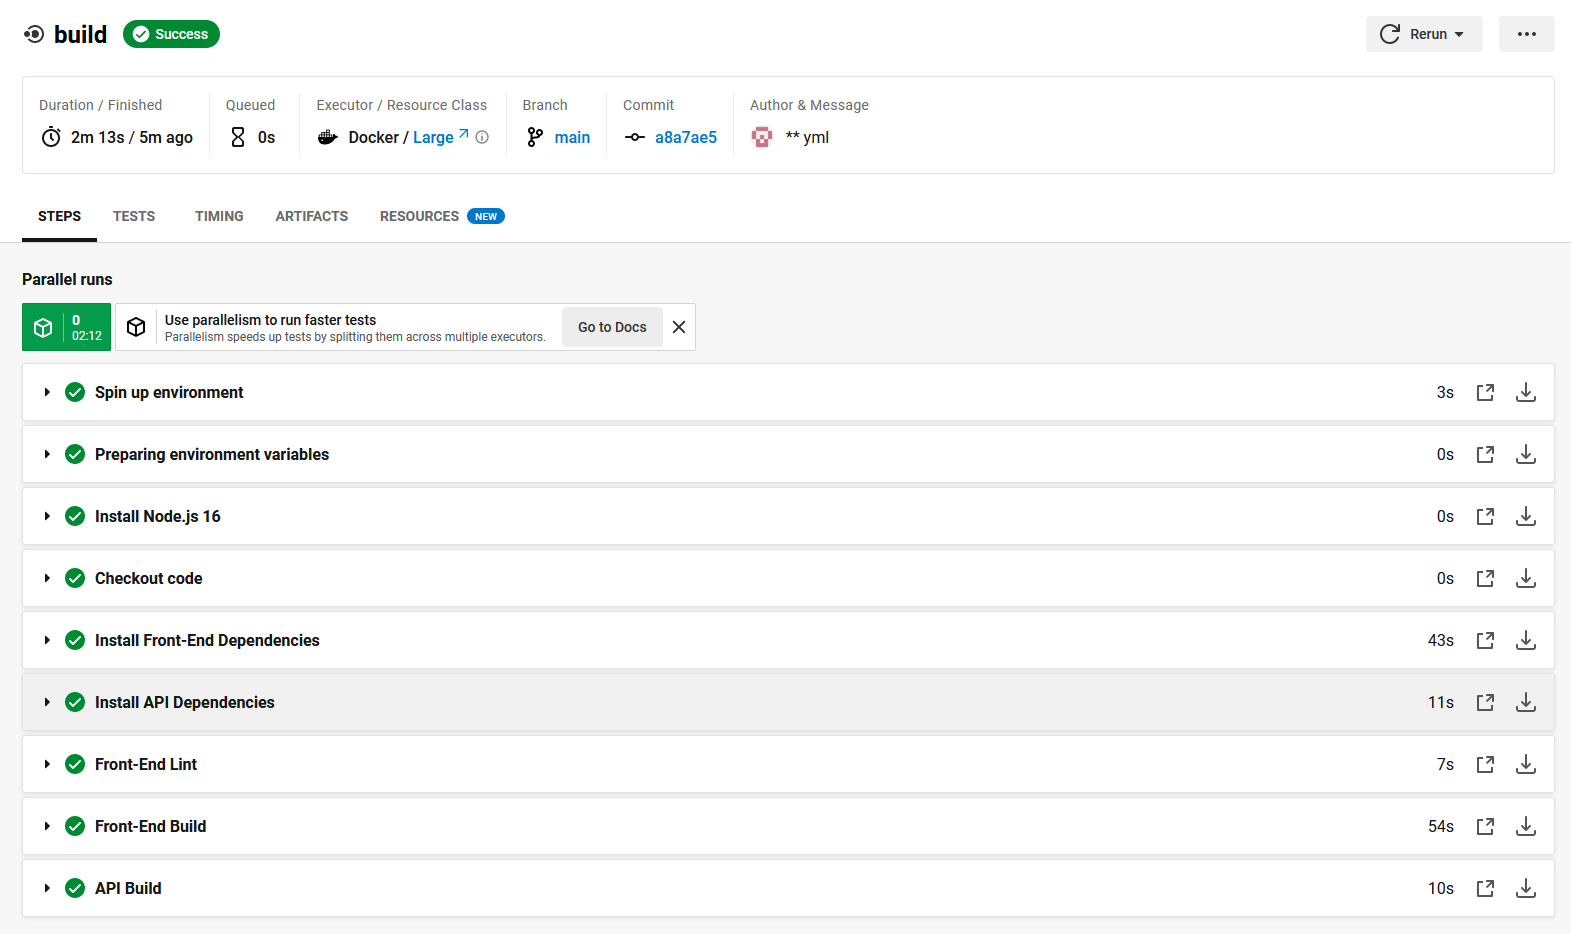 build Success Rerun
Duration / Finished Queued Executor / Resource Class Branch Commit Author & Message
2m 13s / 5m ago 0s Docker / Large main a8a7ae5 ** yml
STEPS TESTS TIMING ARTIFACTS RESOURCES NEW
Parallel runs
0
02:12
Use parallelism to run faster tests
Parallelism speeds up tests by splitting them across multiple executors.
Go to Docs
Spin up environment 3s
Preparing environment variables 0s
Install Node.js 16 0s
Checkout code 0s
Install Front-End Dependencies 43s
Install API Dependencies 11s
Front-End Lint 7s
Front-End Build 54s
API Build 10s